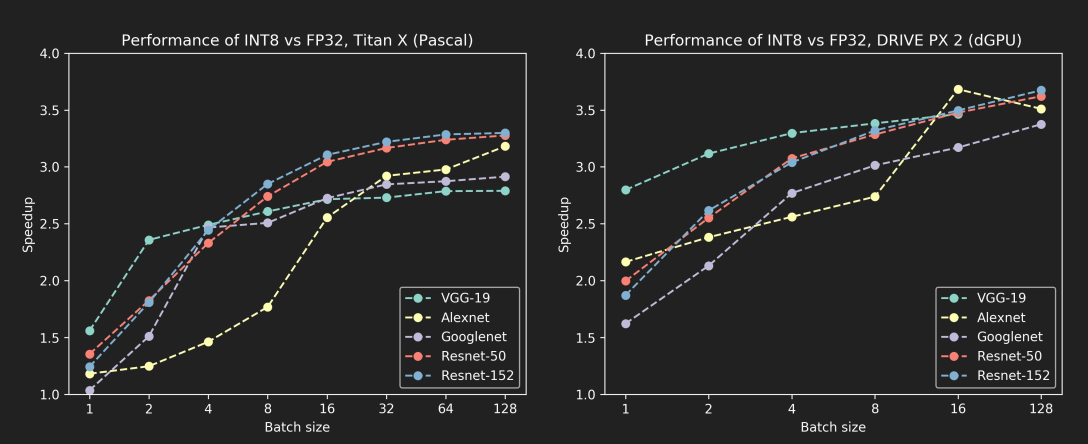 Performance of INT8 vs FP32, Titan X (Pascal)
4.0
3.5
3.0
2.5
2.0
1.5
1.0
Speedup
1 2 4 8 16 32 64 128
Batch size
VGG-19
Alexnet
Googlenet
Resnet-50
Resnet-152
Performance of INT8 vs FP32, DRIVE PX 2 (dGPU)
4.0
3.5
3.0
2.5
2.0
1.5
1.0
Speedup
1 2 4 8 16 128
Batch size
VGG-19
Alexnet
Googlenet
Resnet-50
Resnet-152